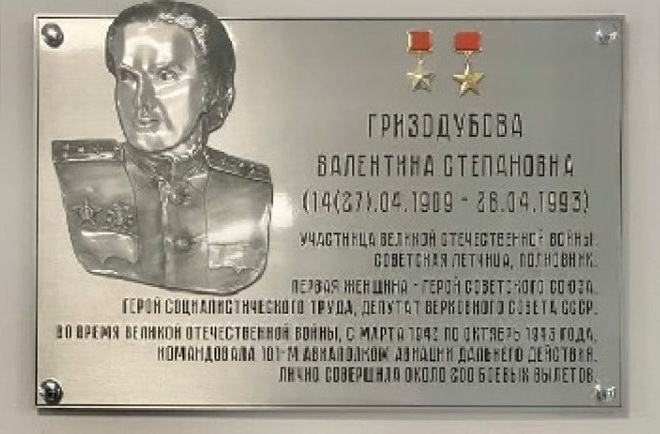 ГРИЗОДУБОВА
ВАЛЕНТИНА СТЕПАНОВНА
(14(27).04.1909 - 28.04.1993)
УЧАСТНИЦА ВЕЛИКОЙ ОТЕЧЕСТВЕННОЙ ВОЙНЫ.
СОВЕТСКАЯ ЛЕТЧИЦА, ПОЛКОВНИК.
ПЕРВАЯ ЖЕНЩИНА - ГЕРОЙ СОВЕТСКОГО СОЮЗА.
ГЕРОЙ СОЦИАЛИСТИЧЕСКОГО ТРУДА, ДЕПУТАТ ВЕРХОВНОГО СОВЕТА СССР.
ВО ВРЕМЯ ВЕЛИКОЙ ОТЕЧЕСТВЕННОЙ ВОЙНЫ, С МАРТА 1942 ПО ОКТЯБРЬ 1943 ГОДА,
КОМАНДОВАЛА 101-М АВИАПОЛКОМ АВИАЦИИ ДАЛЬНЕГО ДЕЙСТВИЯ.
ЛИЧНО СОВЕРШИЛА ОКОЛО 200 БОЕВЫХ ВЫЛЕТОВ.